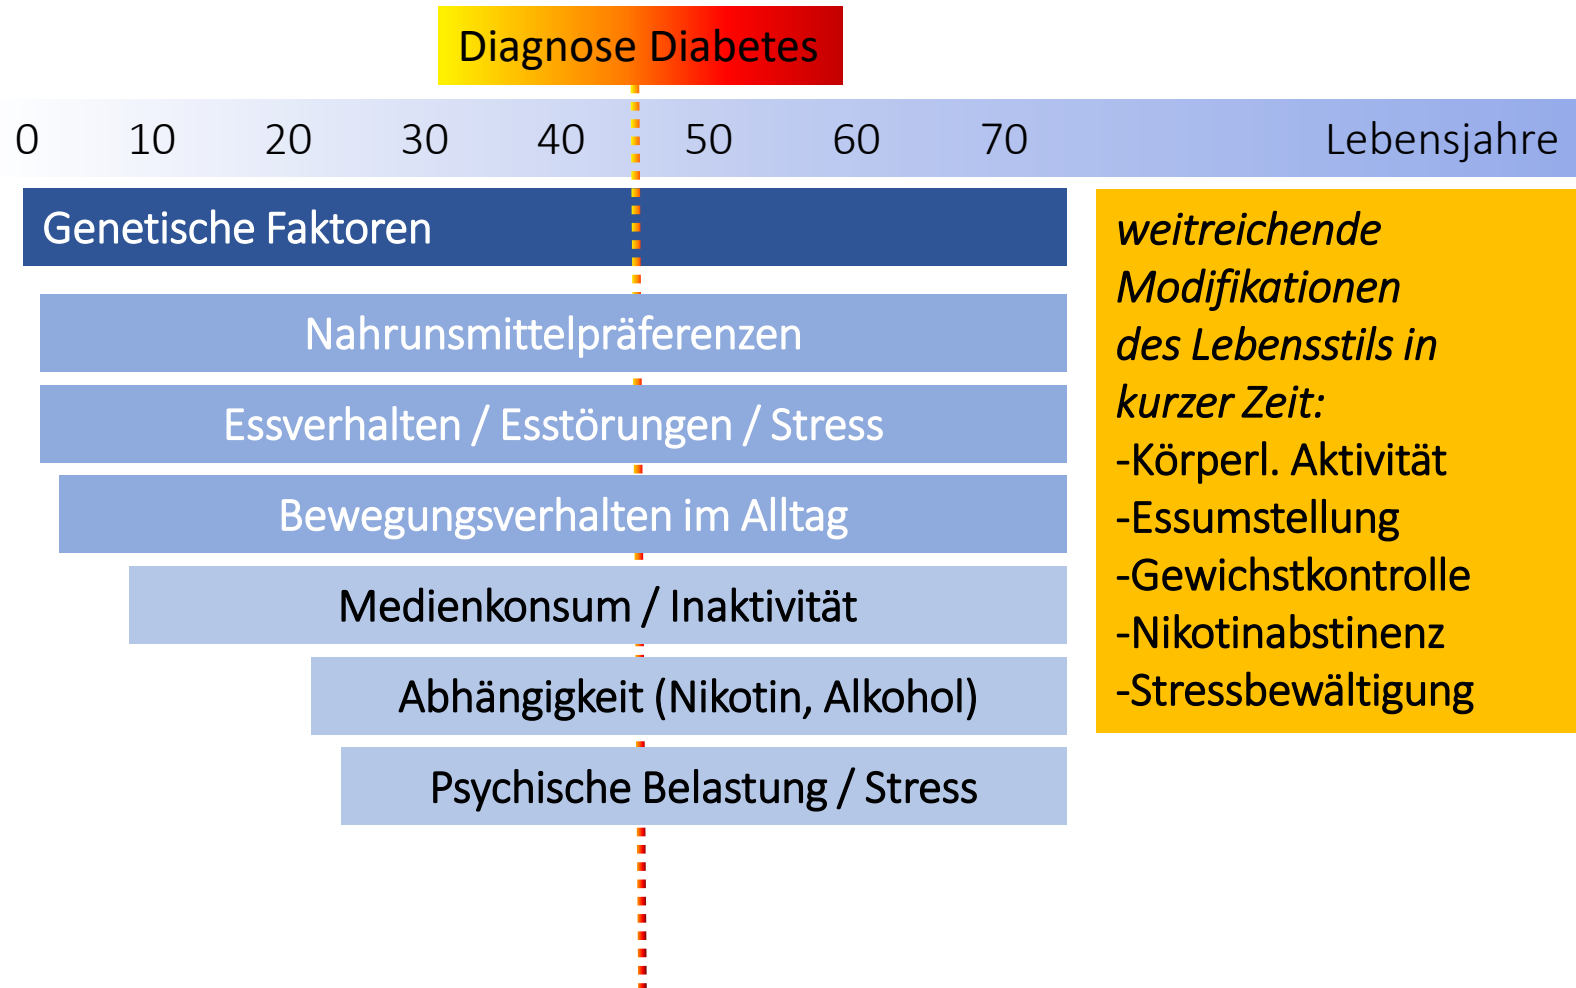 Diagnose Diabetes
0 10 20 30 40 50 60 70 Lebensjahre
Genetische Faktoren
Nahrunsmittelpräferenzen
Essverhalten / Esstörungen / Stress
Bewegungsverhalten im Alltag
Medienkonsum / Inaktivität
Abhängigkeit (Nikotin, Alkohol)
Psychische Belastung / Stress
weitreichende
Modifikationen
des Lebensstils in
kurzer Zeit:
-Körperl. Aktivität
-Essumstellung
-Gewichstkontrolle
-Nikotinabstinenz
-Stressbewältigung